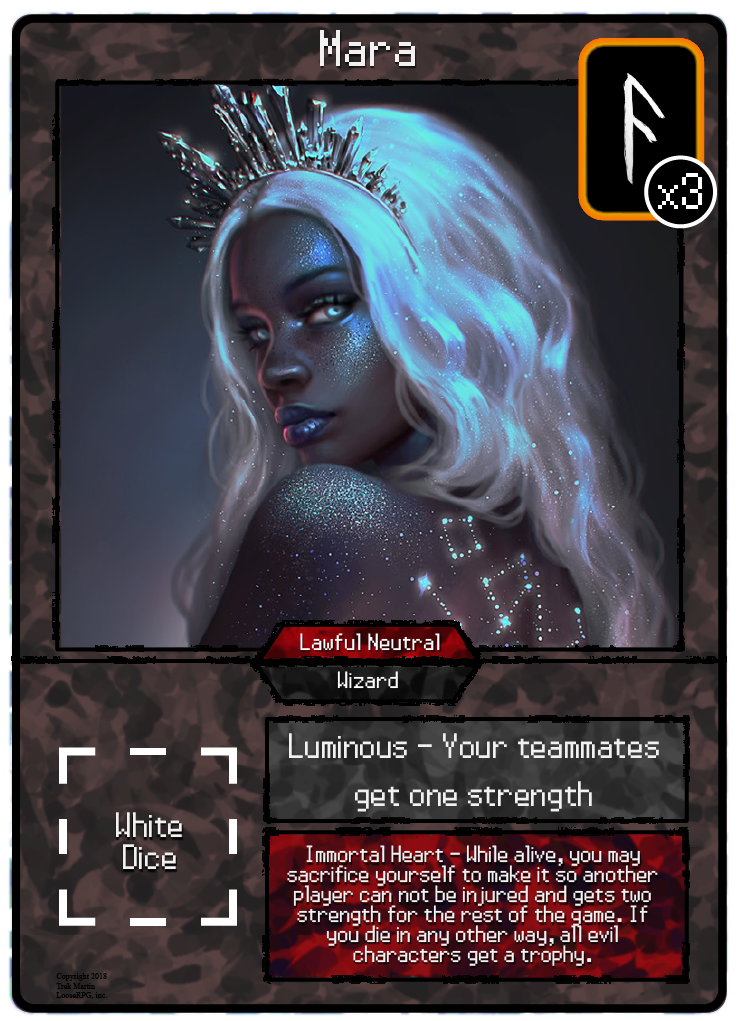 Mara
ᚨ
x3
Lawful Neutral
Wizard
Luminous - Your teammates
get one strength
White
Dice
Immortal Heart - While alive, you may
sacrifice yourself to make it so another
player can not be injured and gets two
strength for the rest of the game. If
you die in any other way, all evil
characters get a trophy.
Copyright 2018
Trek Martin
LooseRPG, inc.